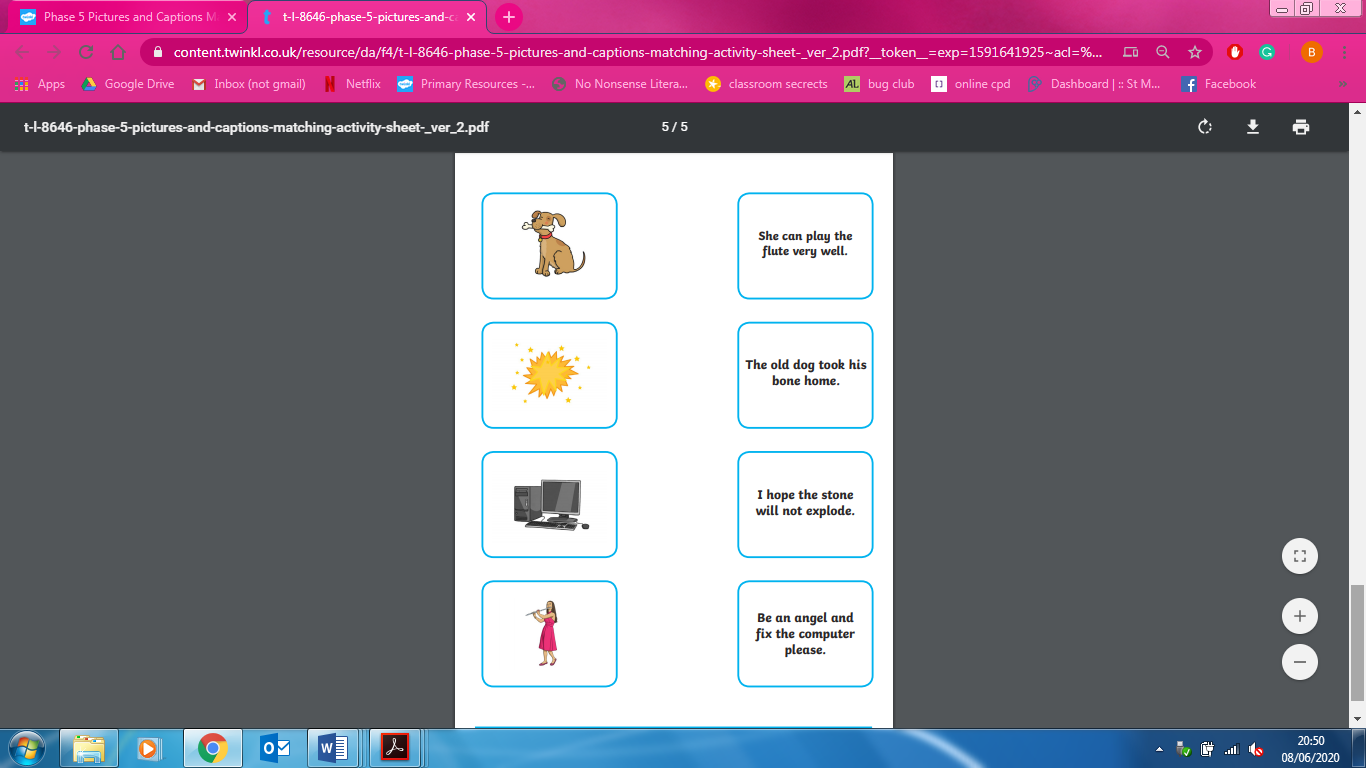 Phase 5 Pictures and Captions Ma
t-l-8646-phase-5-pictures-and-ca
content.twinkl.co.uk/resource/da/f4/t-l-8646-phase-5-pictures-and-captions-matching-activity-sheet-_ver_2.pdf?__token__=exp=1591641925~acl=%...
B
Apps
Google Drive
Inbox (not gmail)
Netflix
Primary Resources -...
No Nonsense Litera...
classroom secrects
AL
bug club
online cpd
Dashboard | :: St M...
Facebook
»
t-l-8646-phase-5-pictures-and-captions-matching-activity-sheet-_ver_2.pdf
5 / 5
She can play the
flute very well.
The old dog took his
bone home.
I hope the stone
will not explode.
Be an angel and
fix the computer
please.
20:50
08/06/2020